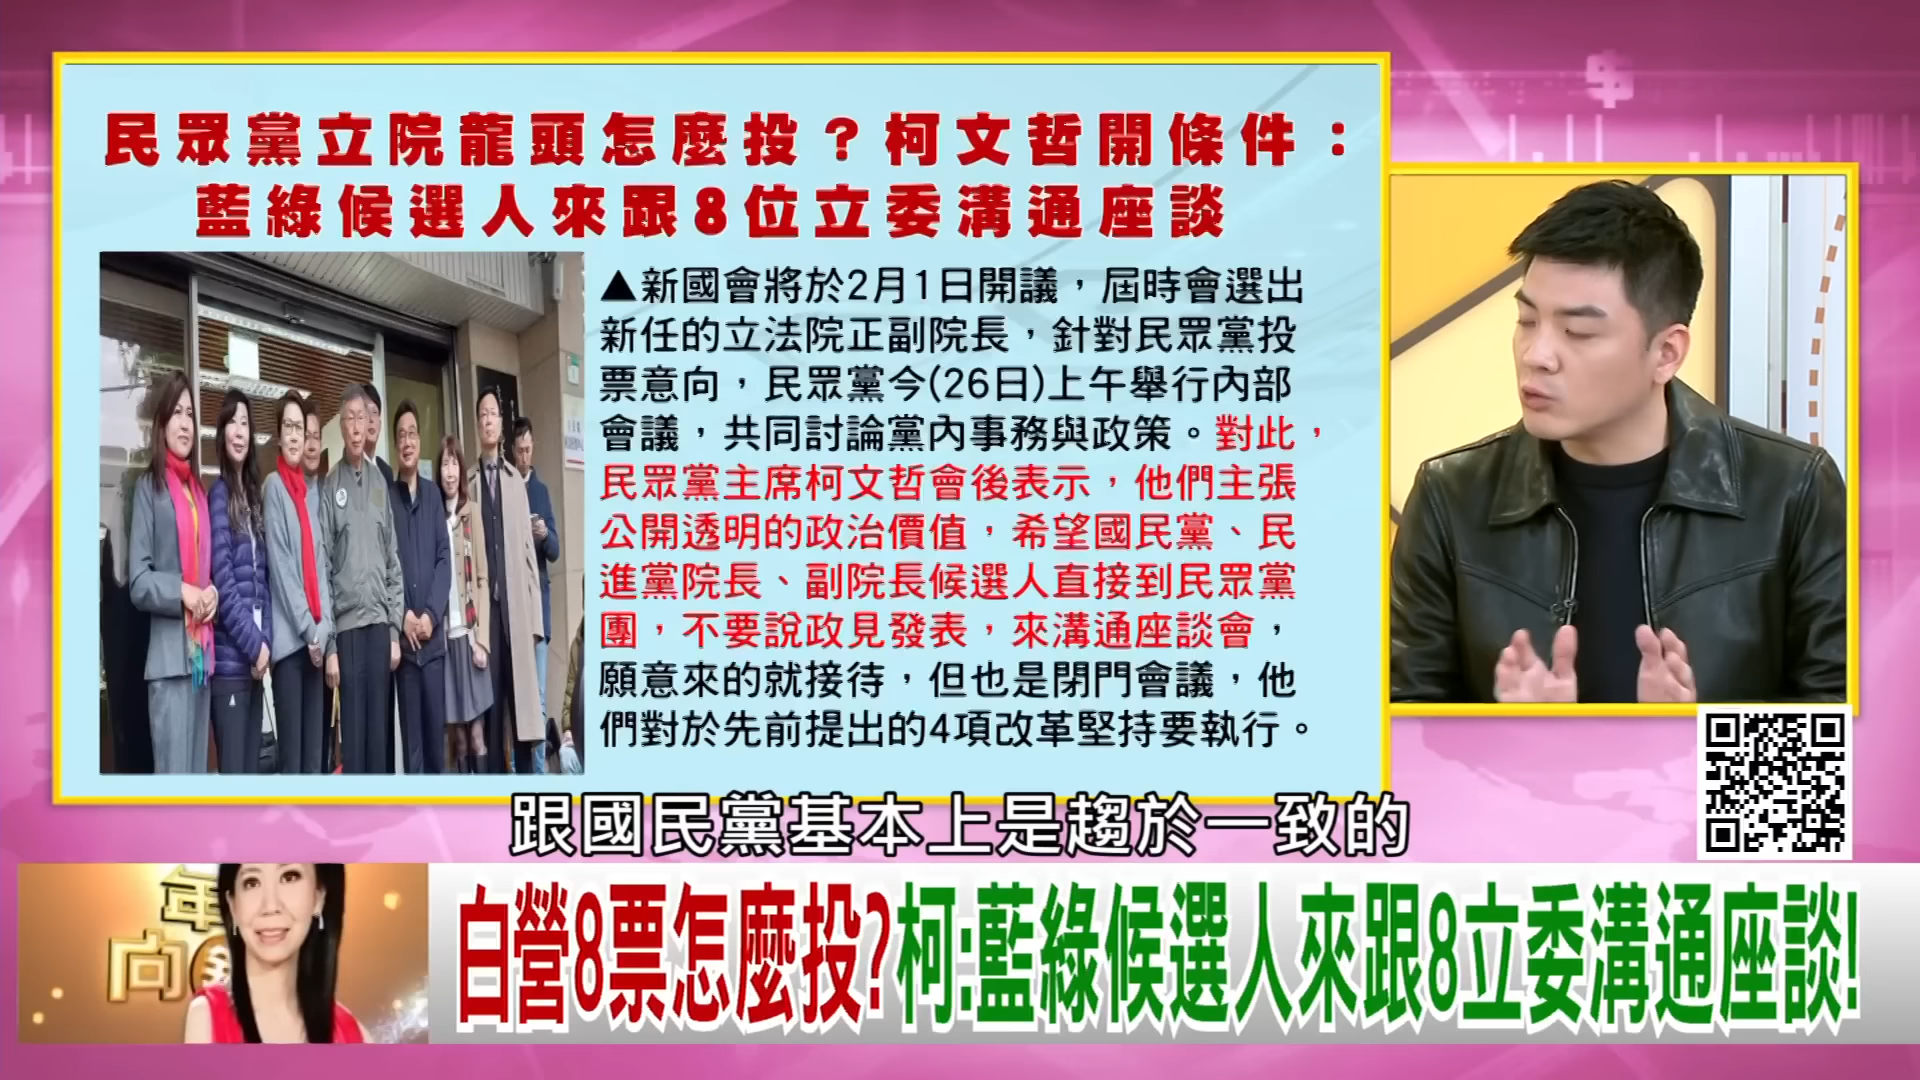 民眾黨立院龍頭怎麼投？柯文哲開條件：
藍綠候選人來跟8位立委溝通座談
▲新國會將於2月1日開議，屆時會選出
新任的立法院正副院長，針對民眾黨投
票意向，民眾黨今(26日)上午舉行內部
會議，共同討論黨內事務與政策。對此，
民眾黨主席柯文哲會後表示，他們主張
公開透明的政治價值，希望國民黨、民
進黨院長、副院長候選人直接到民眾黨
團，不要說政見發表，來溝通座談會，
願意來的就接待，但也是閉門會議，他
們對於先前提出的4項改革堅持要執行。
跟國民黨基本上是趨於一致的
年
向
白營8票怎麼投?柯:藍綠候選人來跟8立委溝通座談!